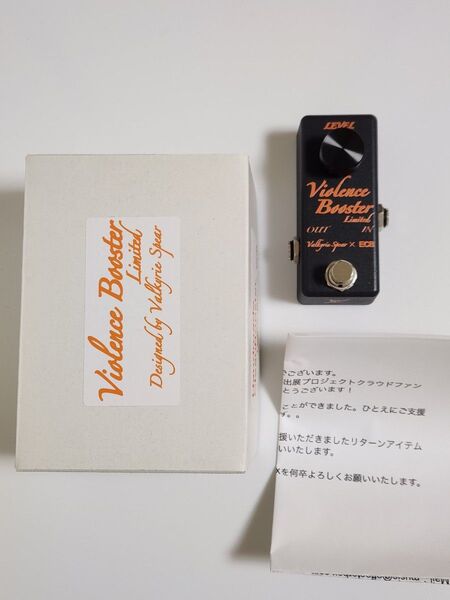 Violence Booster
Limited
Designed by Valkyrie Spear
LEVEL
Violence
Booster
Limited
OUT IN
Valkyrie Spear X
ございます。
出展プロジェクトクラウドファン
とうございます！
ことができました。ひとえにご支援
す。。
援いただきましたリターンアイテム
いいたします。
Xを何卒よろしくお願いいたします。